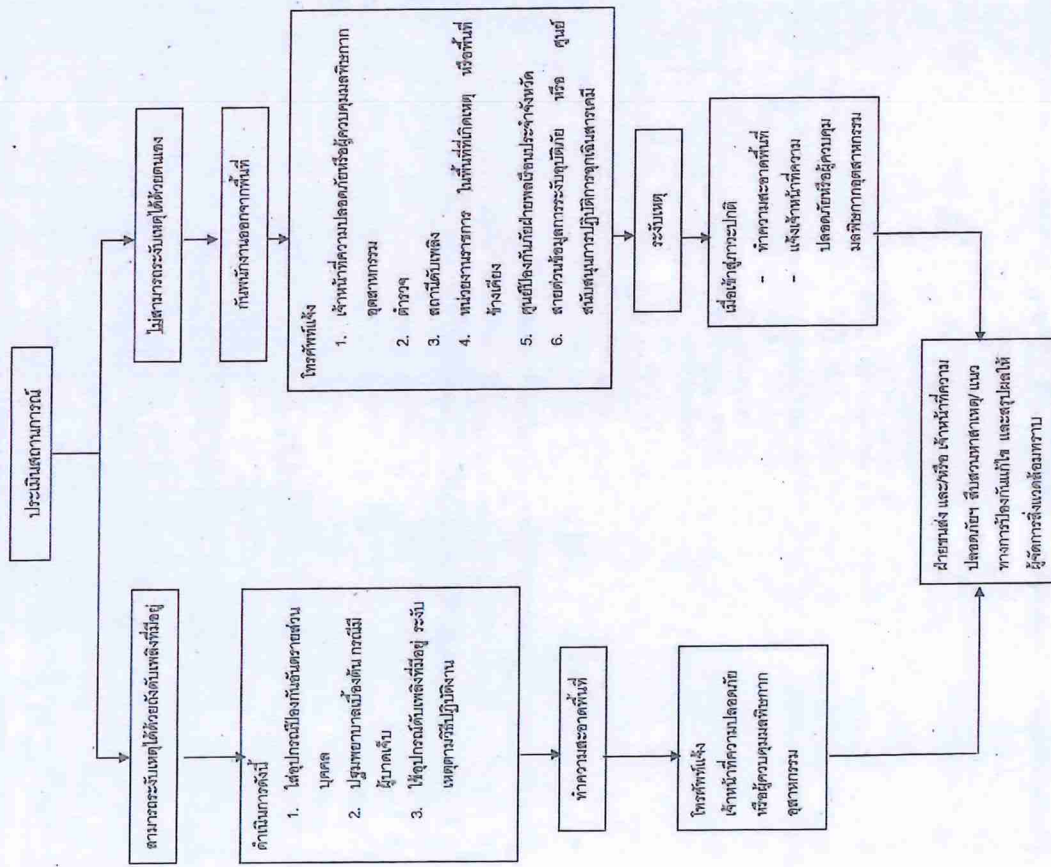 ประเมินสถานการณ์
สามารถระงับเหตุได้ด้วยถังดับเพลิงที่มีอยู่
ดำเนินการดังนี้
1. ใส่อุปกรณ์ป้องกันอันตรายส่วน
บุคคล
2. ปฐมพยาบาลเบื้องต้น กรณีมี
ผู้บาดเจ็บ
3. ใช้อุปกรณ์ดับเพลิงที่มีอยู่ ระงับ
เหตุตามวิธีปฏิบัติงาน
ทำความสะอาดพื้นที่
โทรศัพท์แจ้ง
เจ้าหน้าที่ความปลอดภัย
หรือผู้ควบคุมมลพิษกาก
อุตสาหกรรม
ไม่สามารถระงับเหตุได้ด้วยตนเอง
กันพนักงานออกจากพื้นที่
โทรศัพท์แจ้ง
1. เจ้าหน้าที่ความปลอดภัยหรือผู้ควบคุมมลพิษกาก
อุตสาหกรรม
2. ตำรวจ
3. สถานีดับเพลิง
4. หน่วยงานราชการ ในพื้นที่ที่เกิดเหตุ หรือพื้นที่
ข้างเคียง
5. ศูนย์ป้องกันภัยฝ่ายพลเรือนประจำจังหวัด
6. สายด่วนข้อมูลการระงับอุบัติภัย หรือ ศูนย์
สนับสนุนการปฏิบัติการฉุกเฉินสารเคมี
ระงับเหตุ
เมื่อเข้าสู่ภาวะปกติ
- ทำความสะอาดพื้นที่
- แจ้งเจ้าหน้าที่ความ
ปลอดภัยหรือผู้ควบคุม
มลพิษกากอุตสาหกรรม
ฝ่ายขนส่ง และ/หรือ เจ้าหน้าที่ความ
ปลอดภัยฯ สืบสวนหาสาเหตุ/ แนว
ทางการป้องกันแก้ไข และสรุปผลให้
ผู้จัดการสิ่งแวดล้อมทราบ